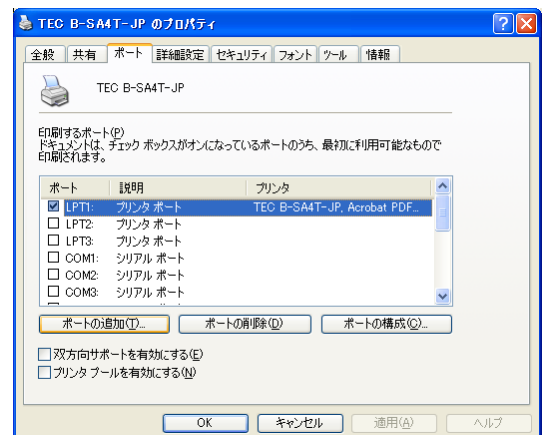 TEC B-SA4T-JP のプロパティ
全般 共有 ポート 詳細設定 セキュリティ フォント ツール 情報
TEC B-SA4T-JP
印刷するポート(P)
ドキュメントは、チェック ボックスがオンになっているポートのうち、最初に利用可能なもので
印刷されます。
ポート 説明 プリンタ
LPT1: プリンタ ポート TEC B-SA4T-JP, Acrobat PDF...
LPT2: プリンタ ポート
LPT3: プリンタ ポート
COM1: シリアル ポート
COM2: シリアル ポート
COM3: シリアル ポート
ポートの追加(T)... ポートの削除(D) ポートの構成(C)...
双方向サポートを有効にする(E)
プリンタ プールを有効にする(N)
OK キャンセル 適用(A) ヘルプ